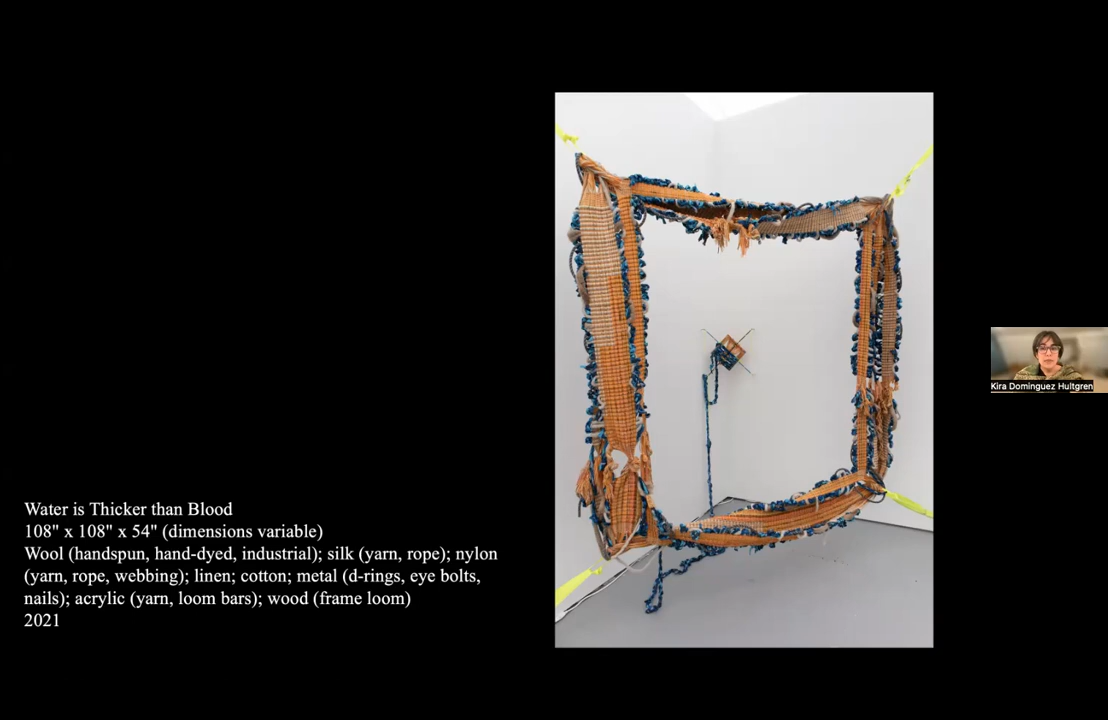 Water is Thicker than Blood
108" x 108" x 54" (dimensions variable)
Wool (handspun, hand-dyed, industrial); silk (yarn, rope); nylon
(yarn, rope, webbing); linen; cotton; metal (d-rings, eye bolts,
nails); acrylic (yarn, loom bars); wood (frame loom)
2021
Kira Dominguez Hultgren